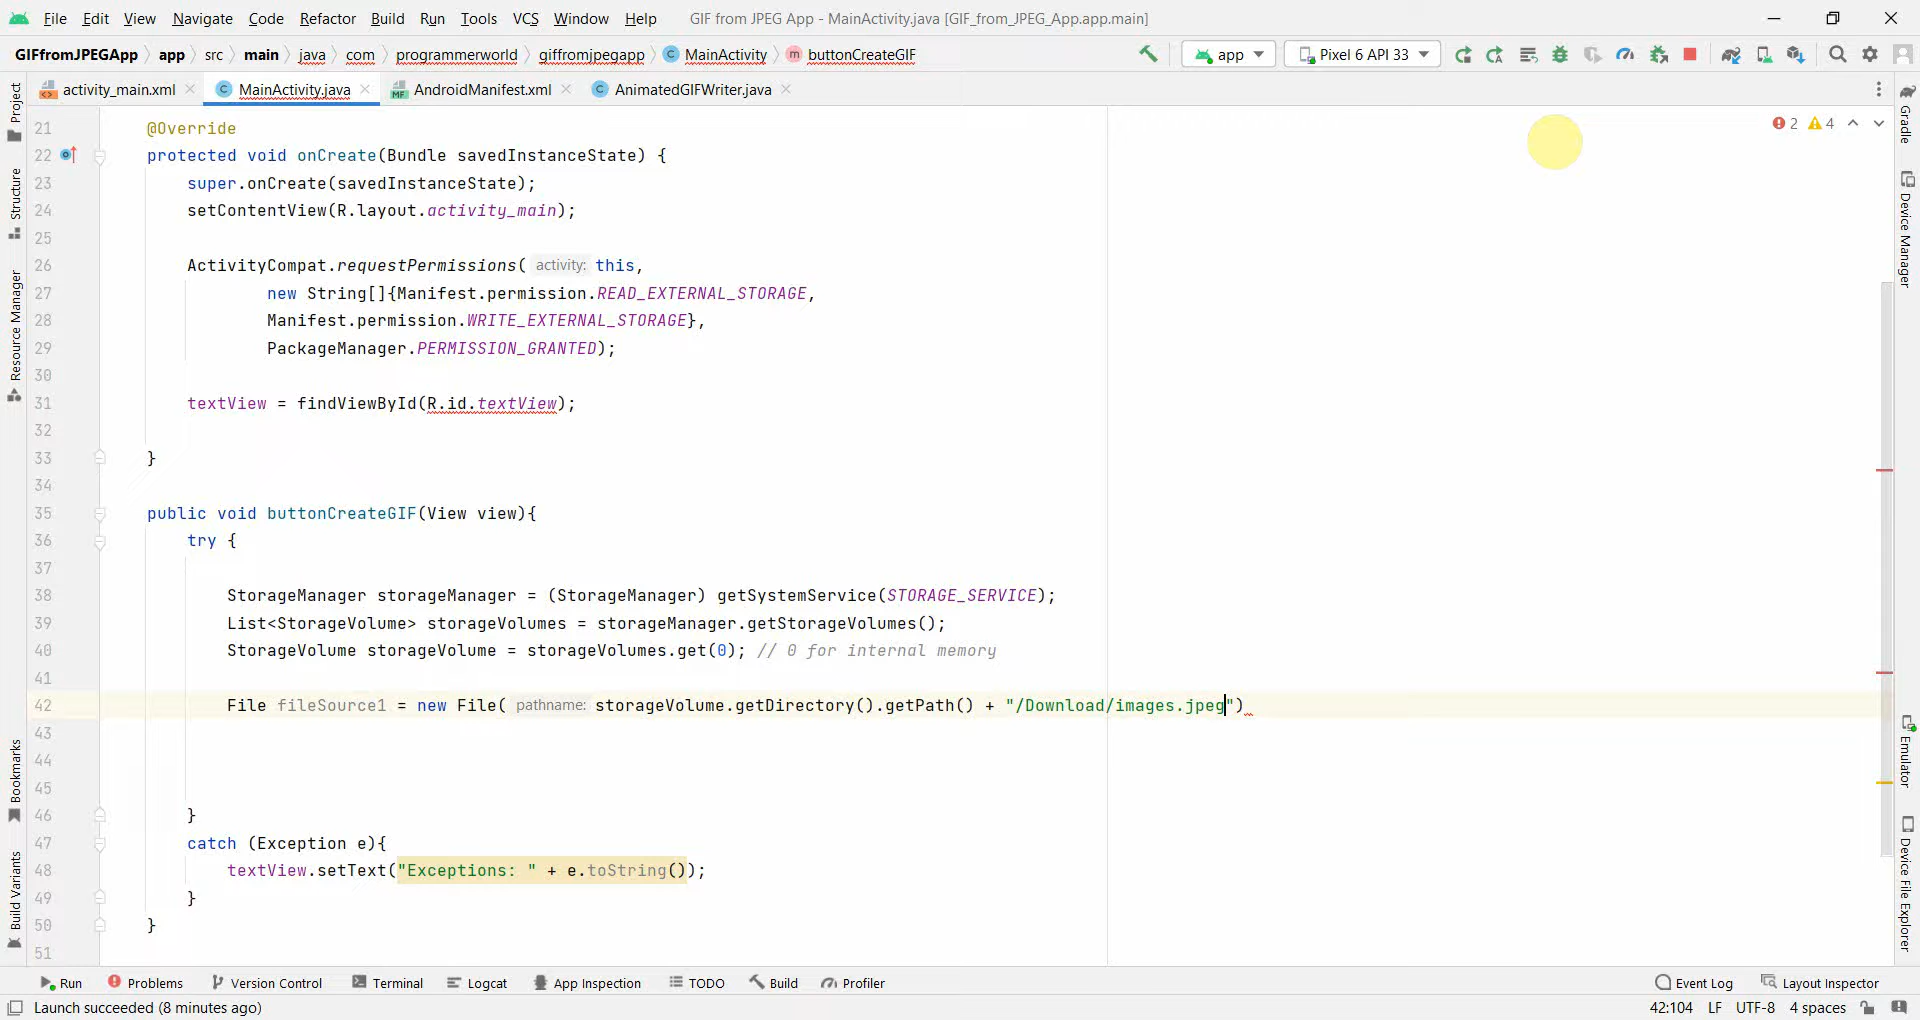 File Edit View Navigate Code Refactor Build Run Tools VCS Window Help GIF from JPEG App - MainActivity.java [GIF_from_JPEG_App.app.main]
GIFfromJPEGApp app src main java com programmerworld giffromjpegapp C MainActivity m buttonCreateGIF app Pixel 6 API 33
activity_main.xml C MainActivity.java MF AndroidManifest.xml C AnimatedGIFWriter.java
2 4
21 @Override
22 protected void onCreate(Bundle savedInstanceState) {
23 super.onCreate(savedInstanceState);
24 setContentView(R.layout.activity_main);
25
26 ActivityCompat.requestPermissions( activity: this,
27 new String[]{Manifest.permission.READ_EXTERNAL_STORAGE,
28 Manifest.permission.WRITE_EXTERNAL_STORAGE},
29 PackageManager.PERMISSION_GRANTED);
30
31 textView = findViewById(R.id.textView);
32
33 }
34
35 public void buttonCreateGIF(View view){
36 try {
37
38 StorageManager storageManager = (StorageManager) getSystemService(STORAGE_SERVICE);
39 List<StorageVolume> storageVolumes = storageManager.getStorageVolumes();
40 StorageVolume storageVolume = storageVolumes.get(0); // 0 for internal memory
41
42 File fileSource1 = new File( pathname: storageVolume.getDirectory().getPath() + "/Download/images.jpeg")
43
44
45
46 }
47 catch (Exception e){
48 textView.setText("Exceptions: " + e.toString());
49 }
50 }
51
Project
Structure
Resource Manager
Bookmarks
Build Variants
Gradle
Device Manager
Emulator
Device File Explorer
Run Problems Version Control Terminal Logcat App Inspection TODO Build Profiler Event Log Layout Inspector
Launch succeeded (8 minutes ago) 42:104 LF UTF-8 4 spaces